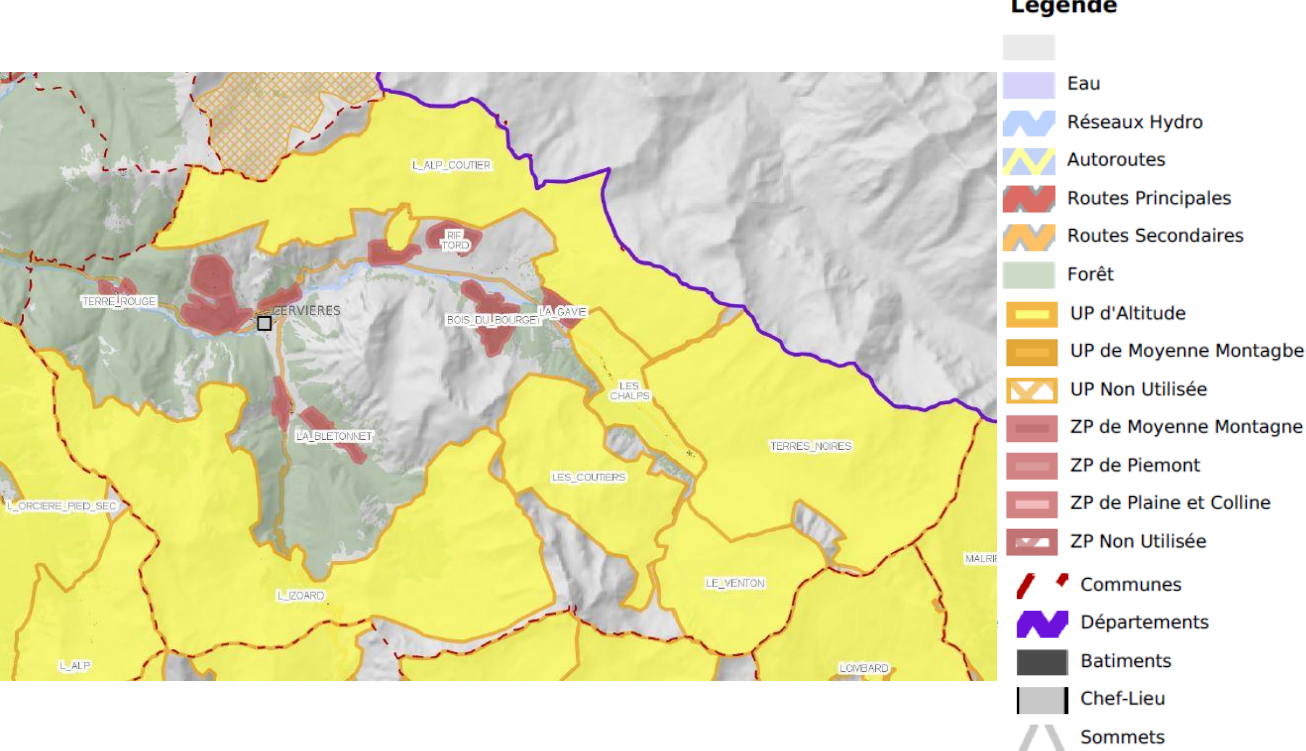 Légende
Eau
Réseaux Hydro
Autoroutes
Routes Principales
Routes Secondaires
Forêt
UP d'Altitude
UP de Moyenne Montagbe
UP Non Utilisée
ZP de Moyenne Montagne
ZP de Piemont
ZP de Plaine et Colline
ZP Non Utilisée
Communes
Départements
Batiments
Chef-Lieu
Sommets
L_ALP_COUTIER
RIF
TORD
TERRE_ROUGE
CERVIERES
BOIS_DU_BOURGET
LA_GAVIE
LES
CHALPS
LA_BLETONNET
TERRES_NOIRES
LES_COUTIERS
L_ORCIERE_PIED_SEC
MALRIF
LE_VENTON
L_IZOARD
L_ALP
LOMBARD